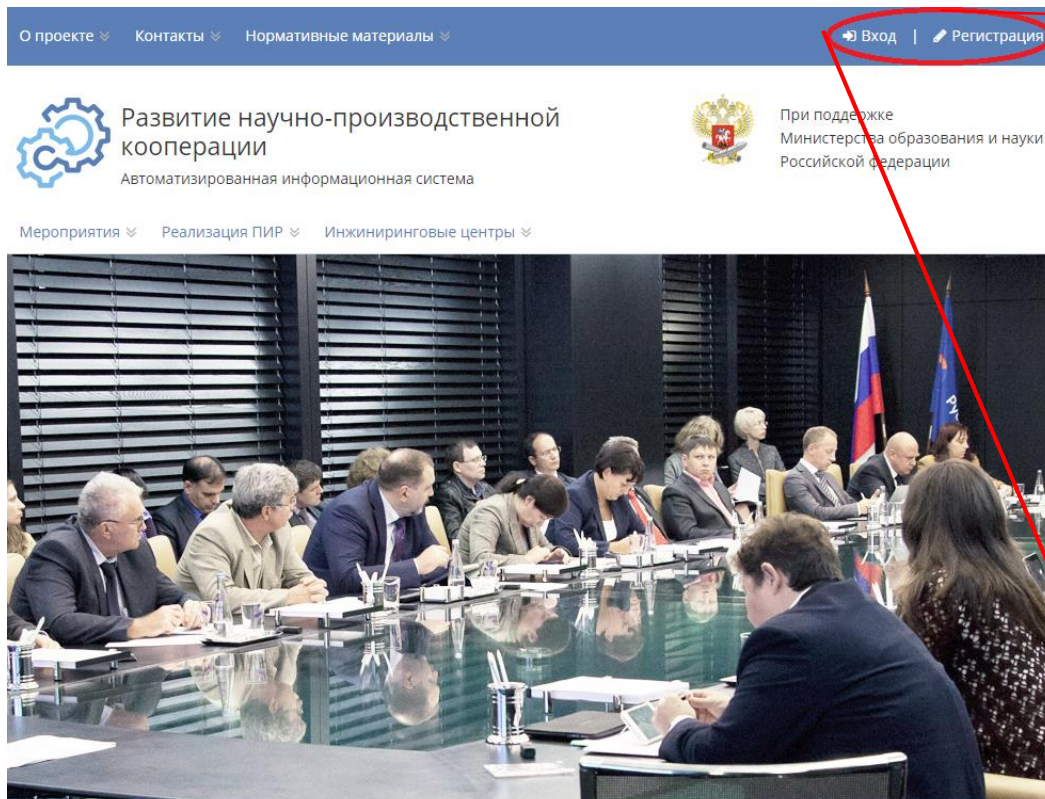 О проекте Контакты Нормативные материалы Вход | Регистрация
Развитие научно-производственной
кооперации
Автоматизированная информационная система
При поддержке
Министерства образования и науки
Российской федерации
Мероприятия Реализация ПИР Инжиниринговые центры
РУС